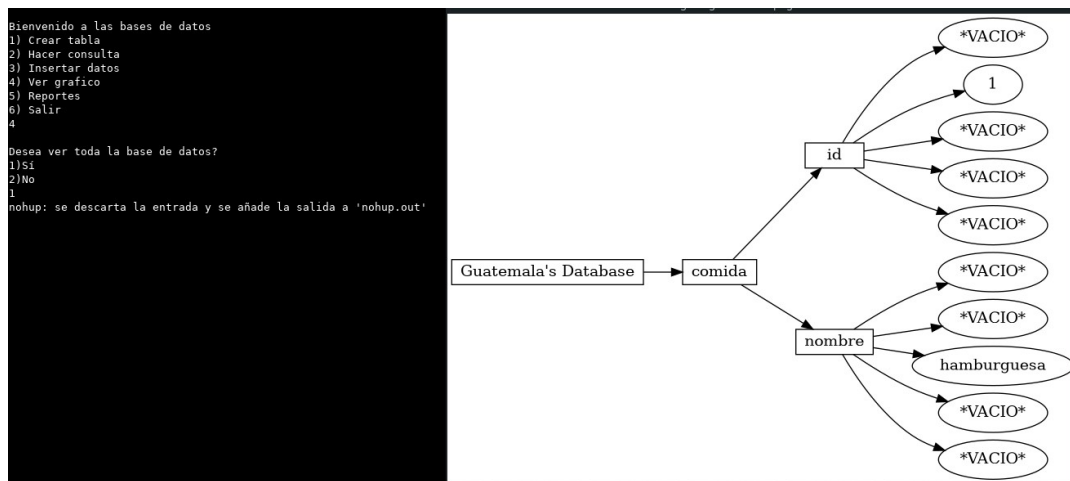 Bienvenido a las bases de datos
1) Crear tabla
2) Hacer consulta
3) Insertar datos
4) Ver grafico
5) Reportes
6) Salir
4
Desea ver toda la base de datos?
1)Sí
2)No
1
nohup: se descarta la entrada y se añade la salida a 'nohup.out'
Guatemala's Database
comida
id
*VACIO*
1
*VACIO*
*VACIO*
*VACIO*
nombre
*VACIO*
*VACIO*
hamburguesa
*VACIO*
*VACIO*